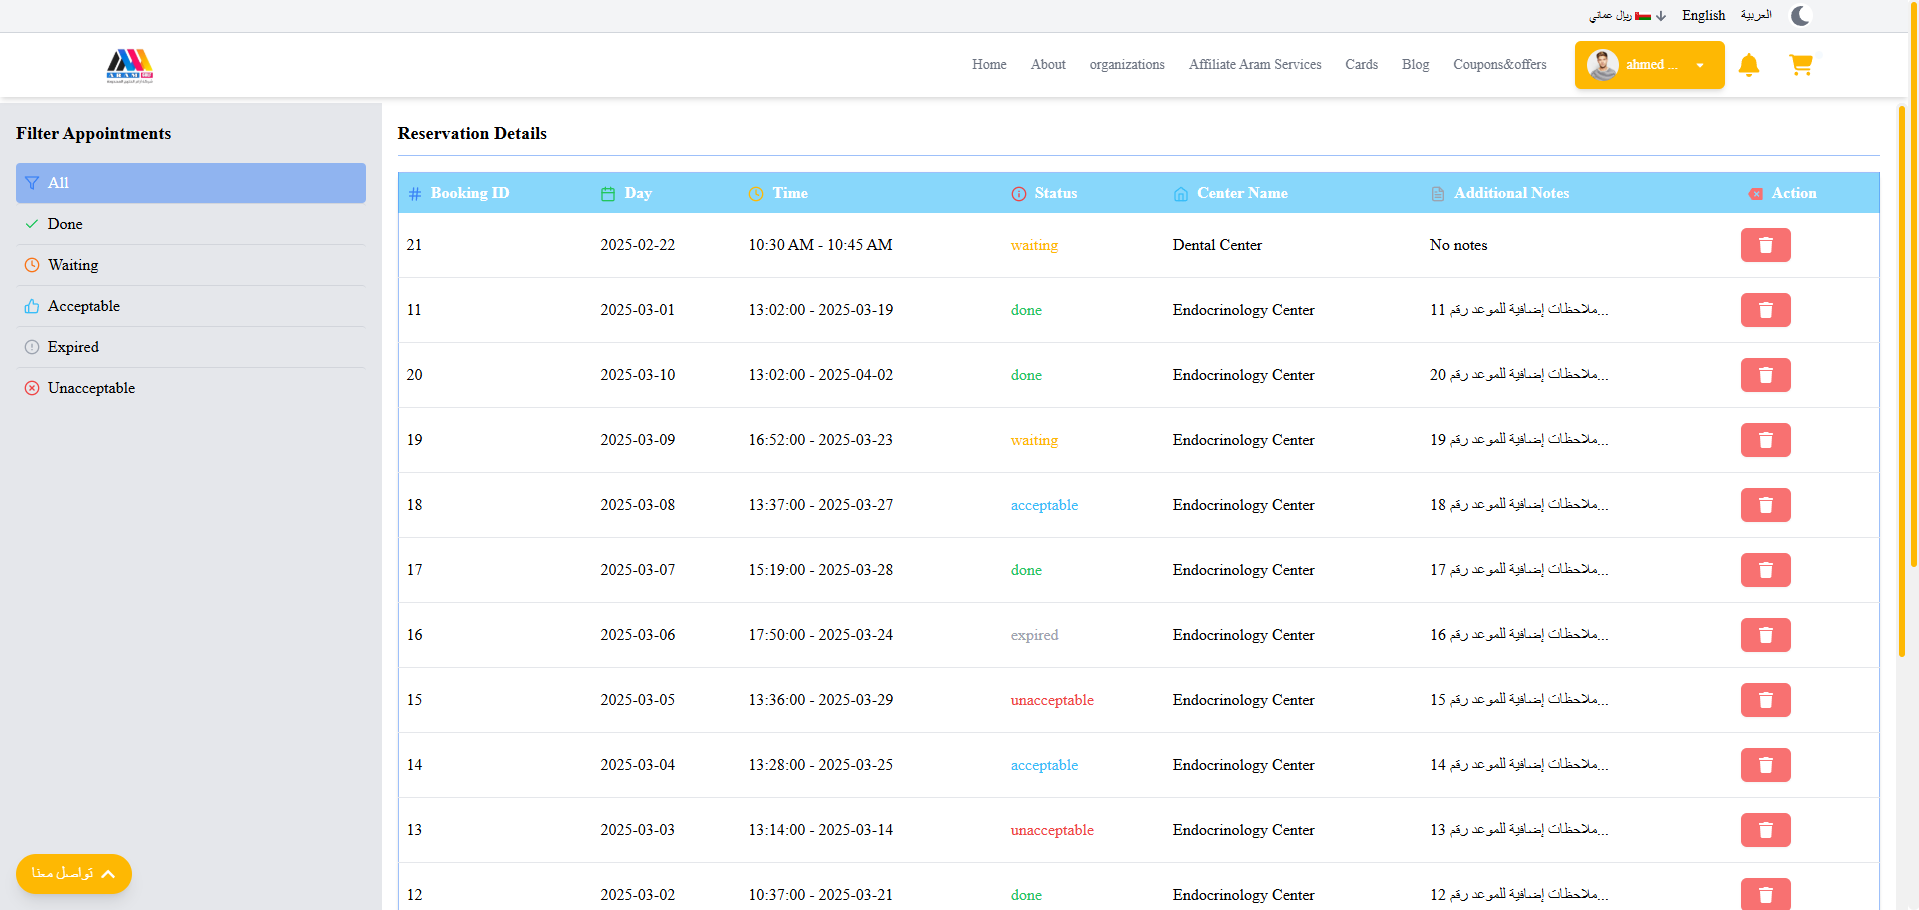 ريال عماني English العربية
ARAM
Home About organizations Affiliate Aram Services Cards Blog Coupons&offers ahmed ...
Filter Appointments
All
Done
Waiting
Acceptable
Expired
Unacceptable
تواصل معنا
Reservation Details
# Booking ID Day Time Status Center Name Additional Notes Action
21 2025-02-22 10:30 AM - 10:45 AM waiting Dental Center No notes
11 2025-03-01 13:02:00 - 2025-03-19 done Endocrinology Center ملاحظات إضافية للموعد رقم 11...
20 2025-03-10 13:02:00 - 2025-04-02 done Endocrinology Center ملاحظات إضافية للموعد رقم 20...
19 2025-03-09 16:52:00 - 2025-03-23 waiting Endocrinology Center ملاحظات إضافية للموعد رقم 19...
18 2025-03-08 13:37:00 - 2025-03-27 acceptable Endocrinology Center ملاحظات إضافية للموعد رقم 18...
17 2025-03-07 15:19:00 - 2025-03-28 done Endocrinology Center ملاحظات إضافية للموعد رقم 17...
16 2025-03-06 17:50:00 - 2025-03-24 expired Endocrinology Center ملاحظات إضافية للموعد رقم 16...
15 2025-03-05 13:36:00 - 2025-03-29 unacceptable Endocrinology Center ملاحظات إضافية للموعد رقم 15...
14 2025-03-04 13:28:00 - 2025-03-25 acceptable Endocrinology Center ملاحظات إضافية للموعد رقم 14...
13 2025-03-03 13:14:00 - 2025-03-14 unacceptable Endocrinology Center ملاحظات إضافية للموعد رقم 13...
12 2025-03-02 10:37:00 - 2025-03-21 done Endocrinology Center ملاحظات إضافية للموعد رقم 12...